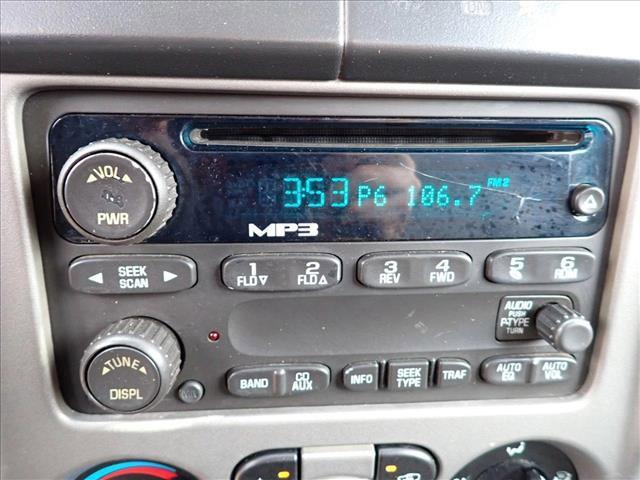 VOL
PWR
3:53 P6 106.7 FM2
MP3
SEEK
SCAN
1
FLD
2
FLD
3
REV
4
FWD
5
6
RDM
AUDIO
PUSH
P-TYPE
TURN
TUNE
DISPL
BAND
CD
AUX
INFO
SEEK
TYPE
TRAF
AUTO
EQ
AUTO
VOL